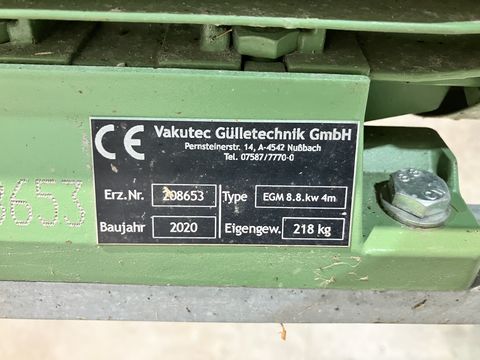 CE Vakutec Gülletechnik GmbH
Pernsteinerstr. 14, A-4542 Nußbach
Tel. 07587/7770-0
Erz.Nr. 208653 Type EGM 8.8.kw 4m
Baujahr 2020 Eigengew. 218 kg
8653